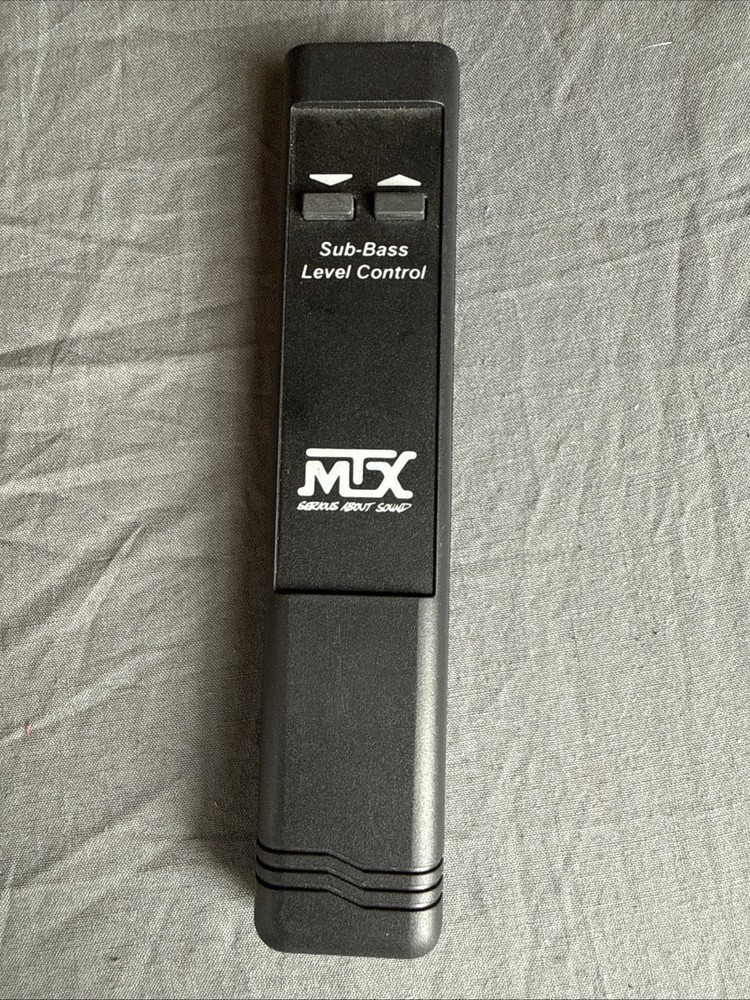 Sub-Bass
Level Control
MTX
SERIOUS ABOUT SOUND